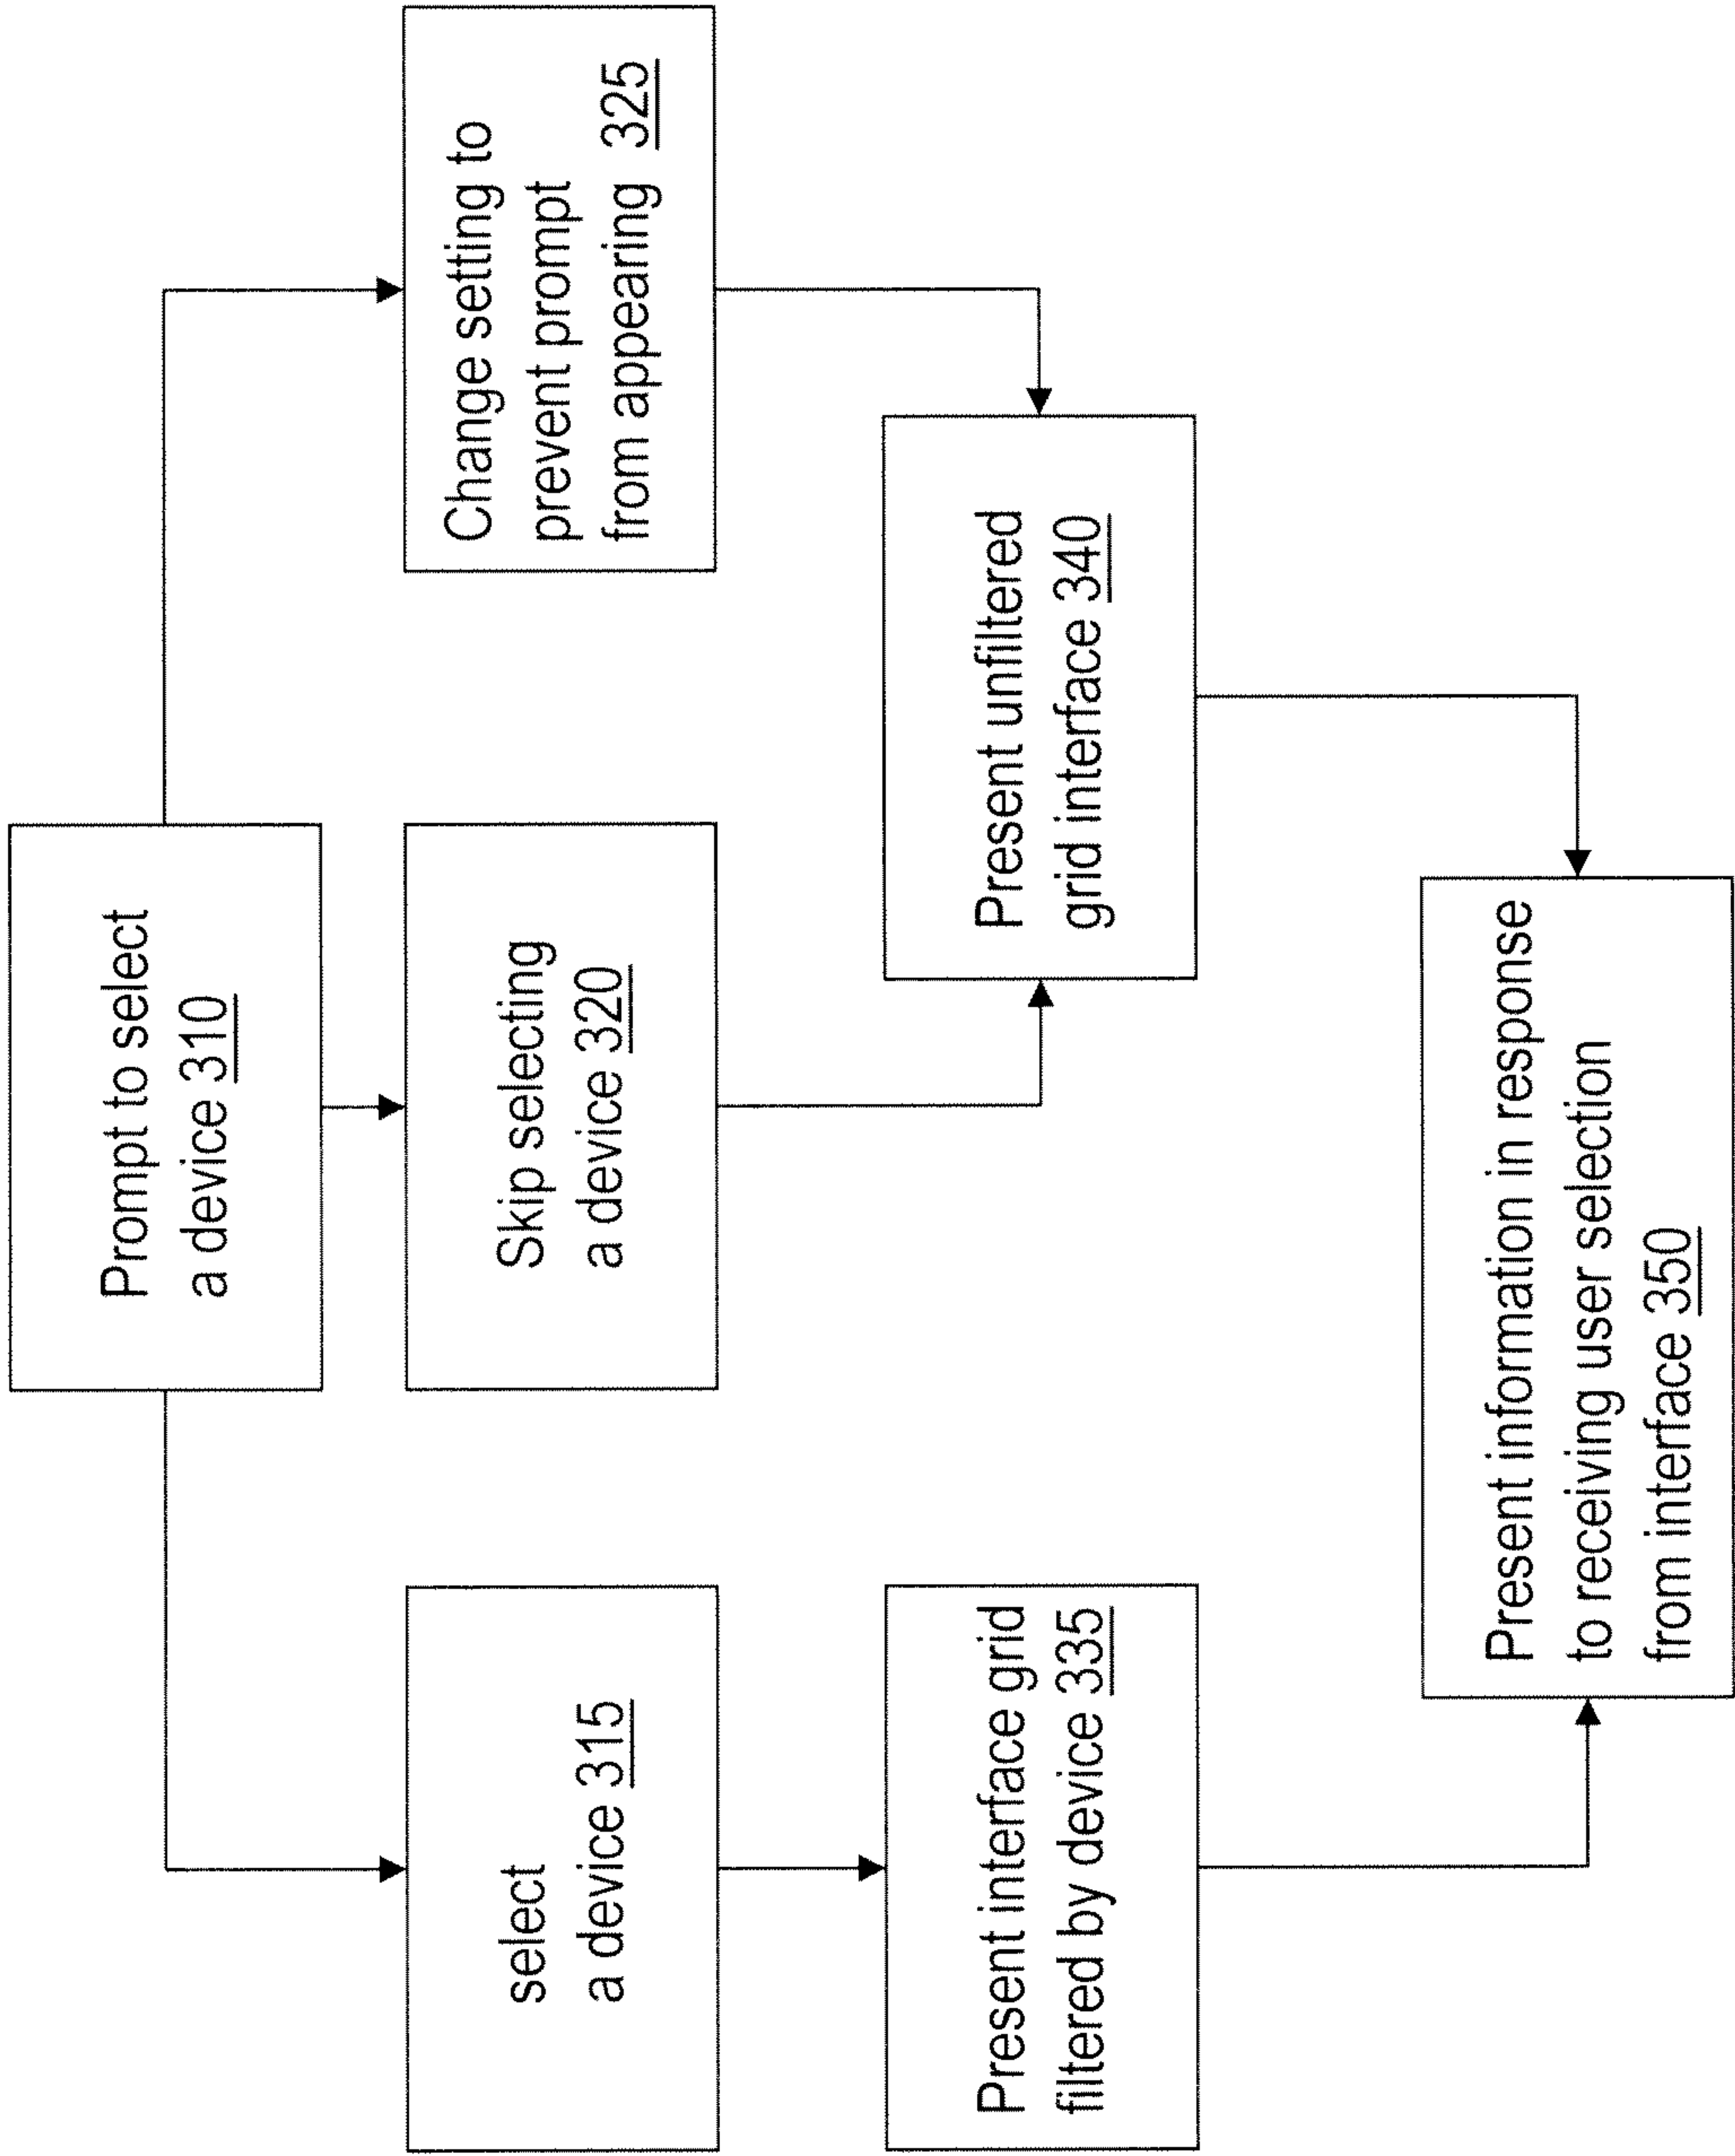 Prompt to select
a device 310
select
a device 315
Skip selecting
a device 320
Change setting to
prevent prompt
from appearing 325
Present interface grid
filtered by device 335
Present unfiltered
grid interface 340
Present information in response
to receiving user selection
from interface 350